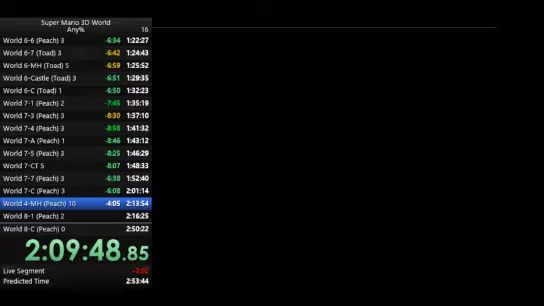 Super Mario 3D World
Any% 16
World 6-6 (Peach) 3 -6:34 1:22:27
World 6-7 (Toad) 3 -6:42 1:24:43
World 6-MH (Toad) 5 -6:59 1:25:52
World 6-Castle (Toad) 3 -6:51 1:29:35
World 6-C (Toad) 1 -6:50 1:32:23
World 7-1 (Peach) 2 -7:45 1:35:19
World 7-3 (Peach) 3 -8:30 1:37:10
World 7-4 (Peach) 3 -8:58 1:41:32
World 7-A (Peach) 1 -8:46 1:43:12
World 7-5 (Peach) 3 -8:25 1:46:29
World 7-CT 5 -8:07 1:48:33
World 7-7 (Peach) 3 -6:38 1:52:40
World 7-C (Peach) 3 -6:08 2:01:14
World 4-MH (Peach) 10 -4:05 2:13:54
World 8-1 (Peach) 2 2:16:25
World 8-C (Peach) 0 2:50:22
2:09:48.85
Live Segment -2:02
Predicted Time 2:53:44